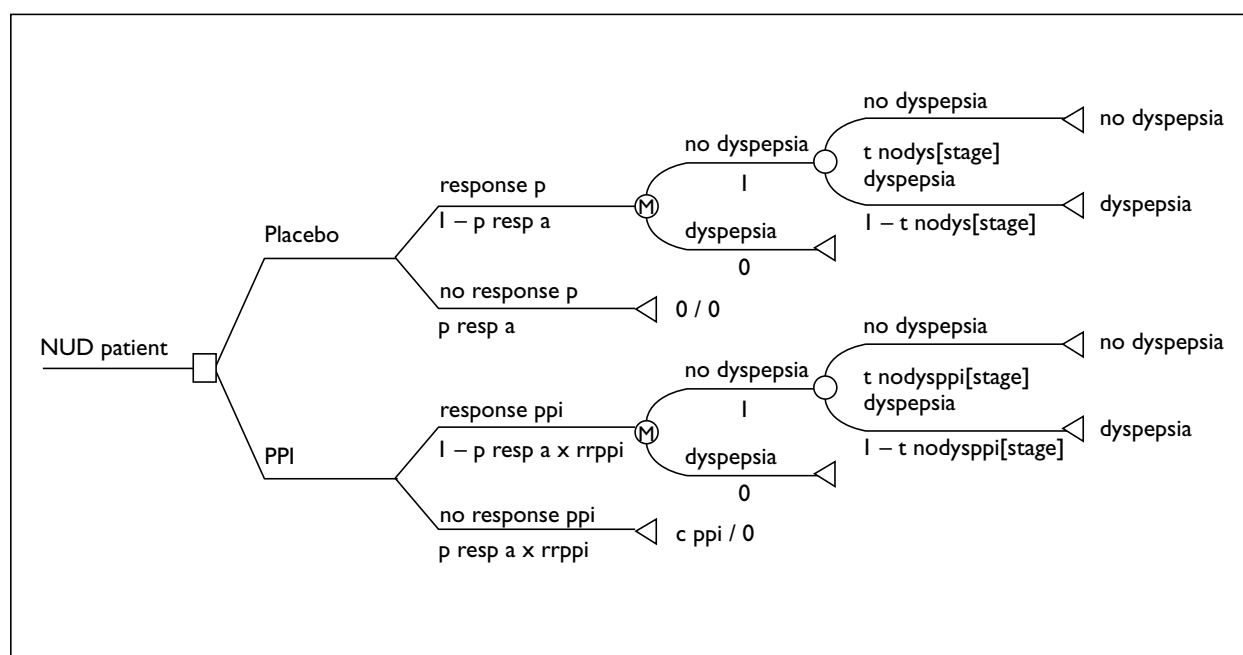 NUD patient
Placebo
response p
1 – p resp a
no dyspepsia
1
no dyspepsia
t nodys[stage]
no dyspepsia
dyspepsia
1 – t nodys[stage]
dyspepsia
M
dyspepsia
0
no response p
p resp a
0 / 0
PPI
response ppi
1 – p resp a x rrppi
no dyspepsia
1
no dyspepsia
t nodysppi[stage]
no dyspepsia
dyspepsia
1 – t nodysppi[stage]
dyspepsia
M
dyspepsia
0
no response ppi
p resp a x rrppi
c ppi / 0